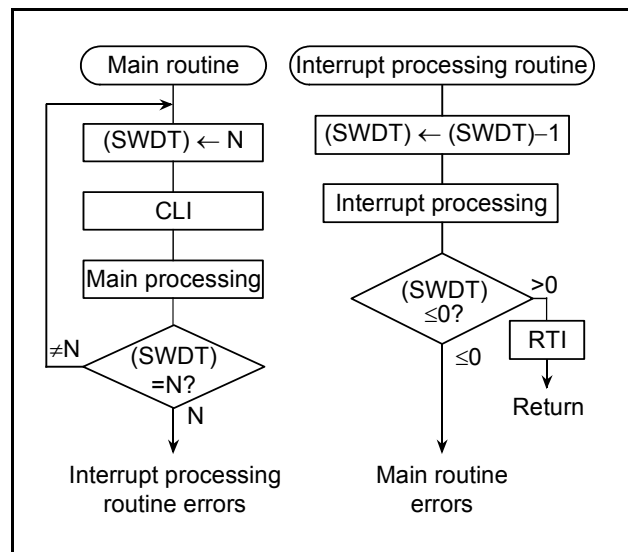 Main routine
(SWDT) ← N
CLI
Main processing
≠N
(SWDT)
=N?
N
Interrupt processing
routine errors
Interrupt processing routine
(SWDT) ← (SWDT)–1
Interrupt processing
(SWDT)
≤0?
>0
≤0
RTI
Return
Main routine
errors